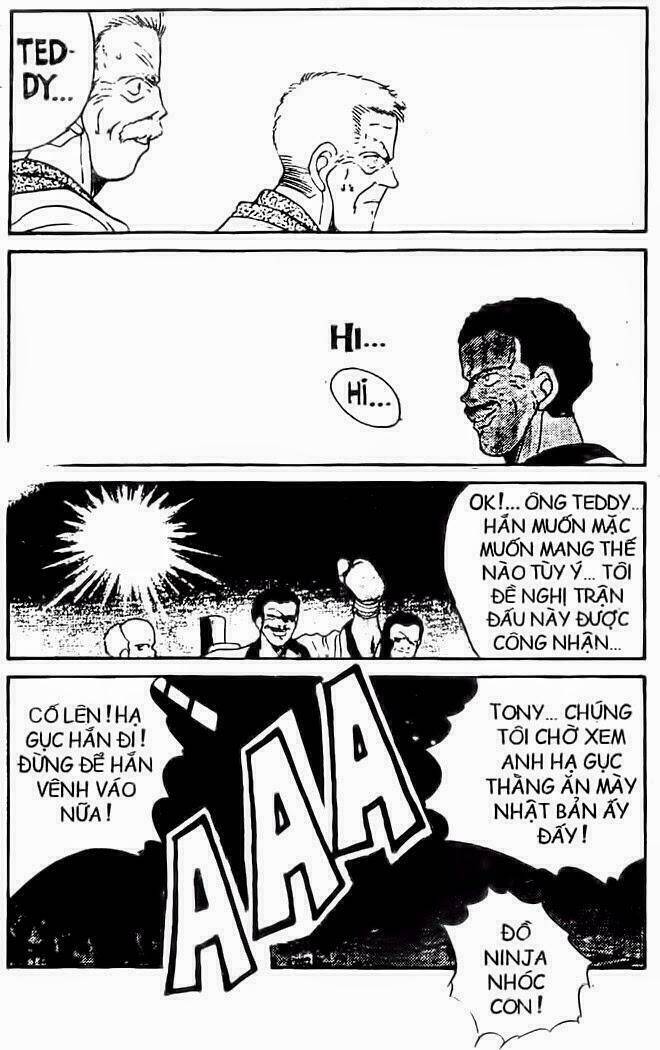 TED-
DY...
HI...
HI...
OK!... ÔNG TEDDY...
HẮN MUỐN MẶC
MUỐN MANG THẾ
NÀO TÙY Ý... TÔI
ĐỀ NGHỊ TRẬN
ĐẤU NÀY ĐƯỢC
CÔNG NHẬN...
CỐ LÊN! HẠ
GỤC HẮN ĐI!
ĐỪNG ĐỂ HẮN
VÊNH VÁO
NỮA!
AAA
TONY... CHÚNG
TÔI CHỜ XEM
ANH HẠ GỤC
THẰNG ĂN MÀY
NHẬT BẢN ẤY
ĐẤY!
ĐỒ
NINJA
NHÓC
CON!